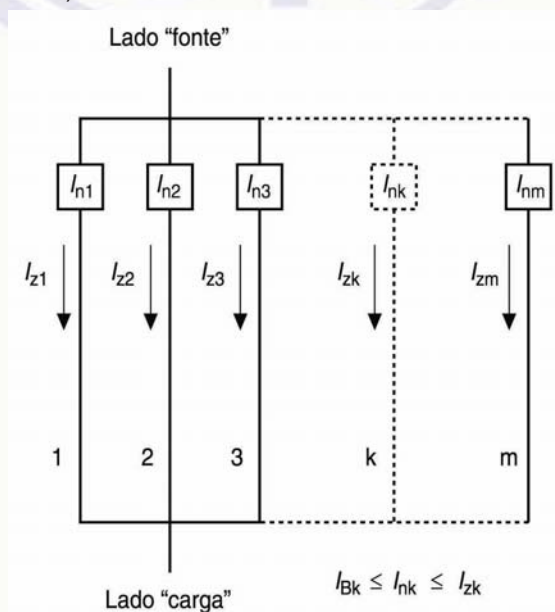 Lado “fonte”
In1 In2 In3 Ink Inm
Iz1 Iz2 Iz3 Izk Izm
1 2 3 k m
Lado “carga”
IBk ≤ Ink ≤ Izk